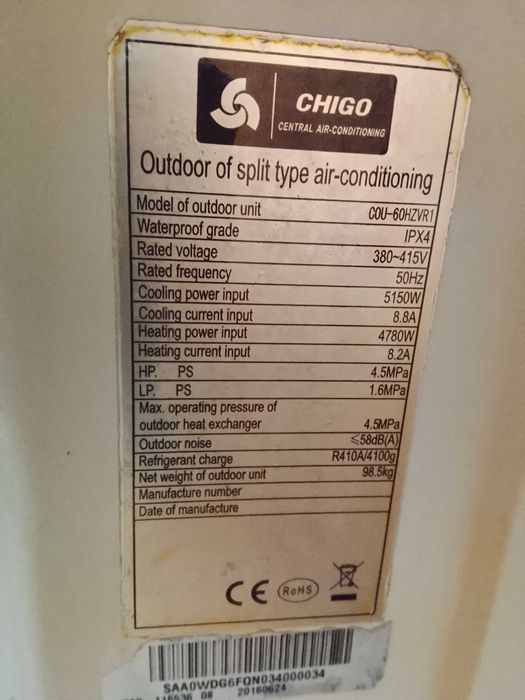 CHIGO
CENTRAL AIR-CONDITIONING
Outdoor of split type air-conditioning
Model of outdoor unit COU-60HZVR1
Waterproof grade IPX4
Rated voltage 380~415V
Rated frequency 50Hz
Cooling power input 5150W
Cooling current input 8.8A
Heating power input 4780W
Heating current input 8.2A
HP. PS 4.5MPa
LP. PS 1.6MPa
Max. operating pressure of
outdoor heat exchanger 4.5MPa
Outdoor noise ≤58dB(A)
Refrigerant charge R410A/4100g
Net weight of outdoor unit 98.5kg
Manufacture number
Date of manufacture
CE RoHS
SAA0WDG6FQN034000034
08 20160624